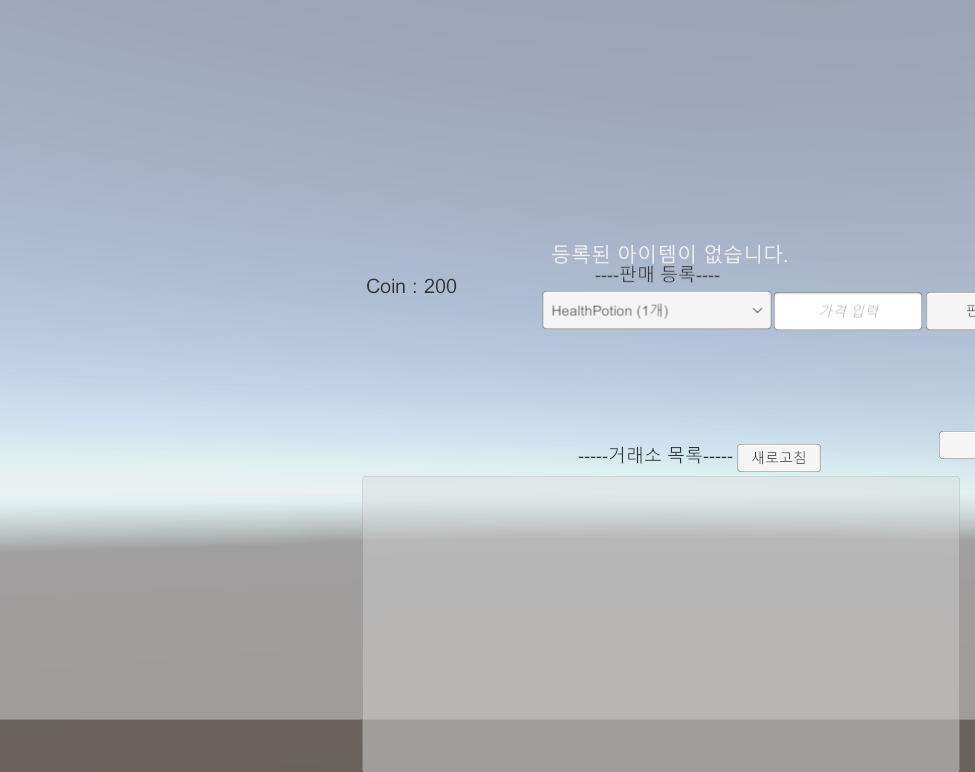 등록된 아이템이 없습니다.
----판매 등록----
Coin : 200
HealthPotion (1개)
가격 입력
-----거래소 목록-----
새로고침